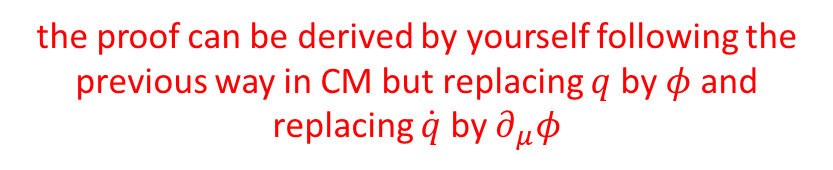 the proof can be derived by yourself following the
previous way in CM but replacing 𝑞 by 𝜙 and
replacing 𝑞̇ by 𝜕𝜇𝜙